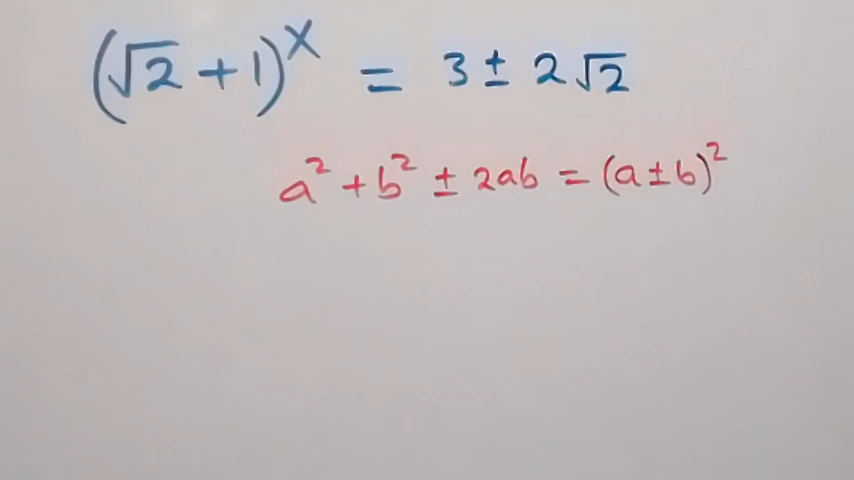 (√2 + 1)^x = 3 ± 2√2
a² + b² ± 2ab = (a ± b)²